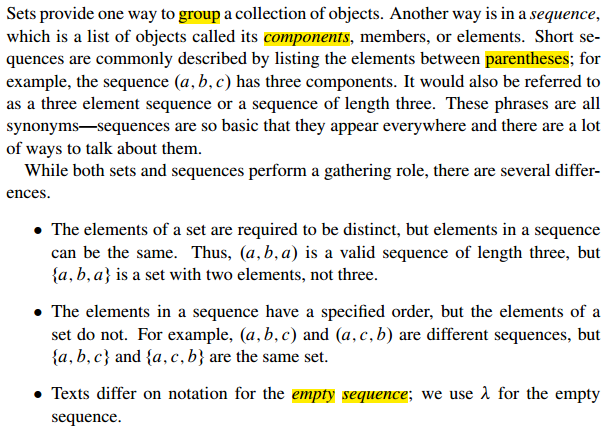 Sets provide one way to group a collection of objects. Another way is in a sequence,
which is a list of objects called its components, members, or elements. Short se-
quences are commonly described by listing the elements between parentheses; for
example, the sequence (a, b, c) has three components. It would also be referred to
as a three element sequence or a sequence of length three. These phrases are all
synonyms—sequences are so basic that they appear everywhere and there are a lot
of ways to talk about them.
While both sets and sequences perform a gathering role, there are several differ-
ences.
• The elements of a set are required to be distinct, but elements in a sequence
can be the same. Thus, (a, b, a) is a valid sequence of length three, but
{a, b, a} is a set with two elements, not three.
• The elements in a sequence have a specified order, but the elements of a
set do not. For example, (a, b, c) and (a, c, b) are different sequences, but
{a, b, c} and {a, c, b} are the same set.
• Texts differ on notation for the empty sequence; we use λ for the empty
sequence.